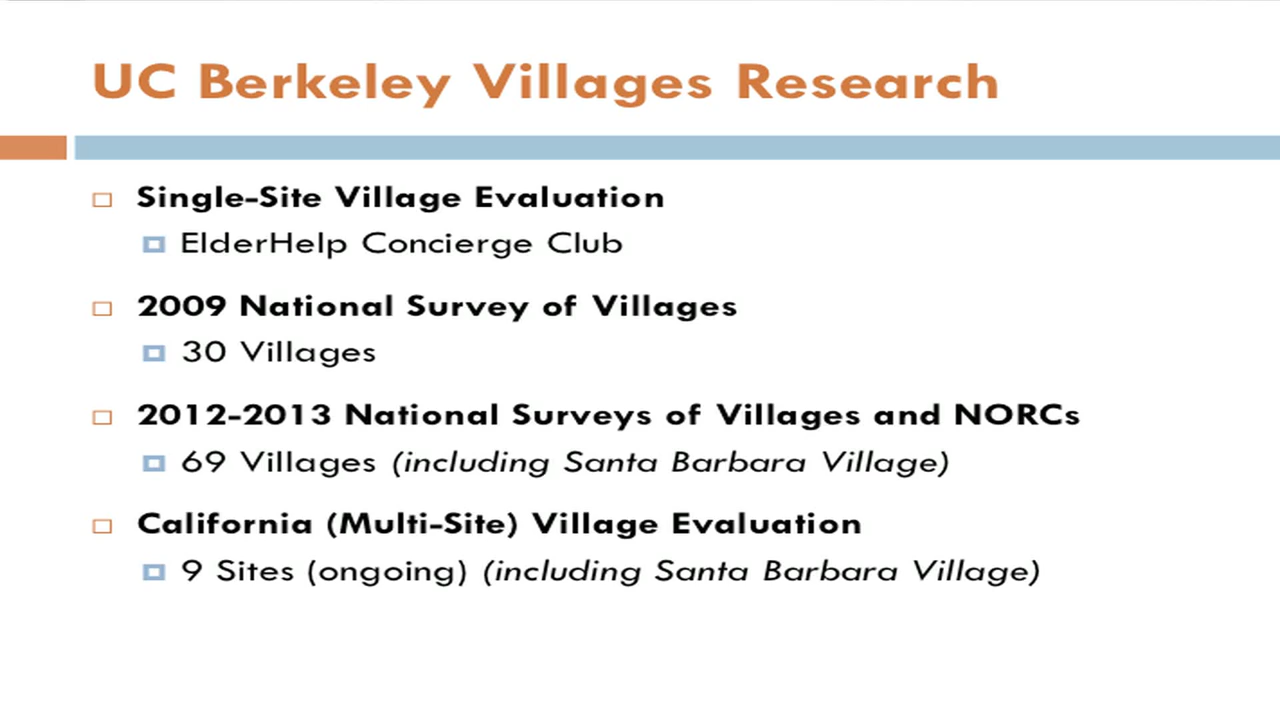 UC Berkeley Villages Research
Single-Site Village Evaluation
ElderHelp Concierge Club
2009 National Survey of Villages
30 Villages
2012-2013 National Surveys of Villages and NORCs
69 Villages (including Santa Barbara Village)
California (Multi-Site) Village Evaluation
9 Sites (ongoing) (including Santa Barbara Village)